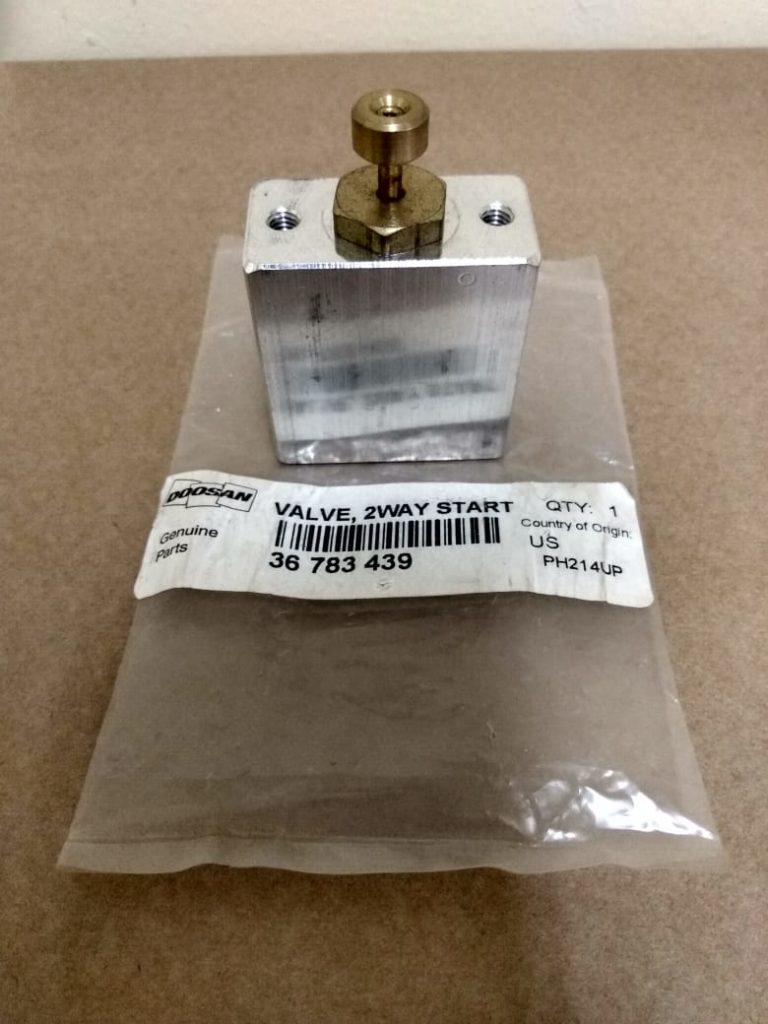 DOOSAN
Genuine
Parts
VALVE, 2WAY START
36 783 439
QTY: 1
Country of Origin:
US
PH214UP